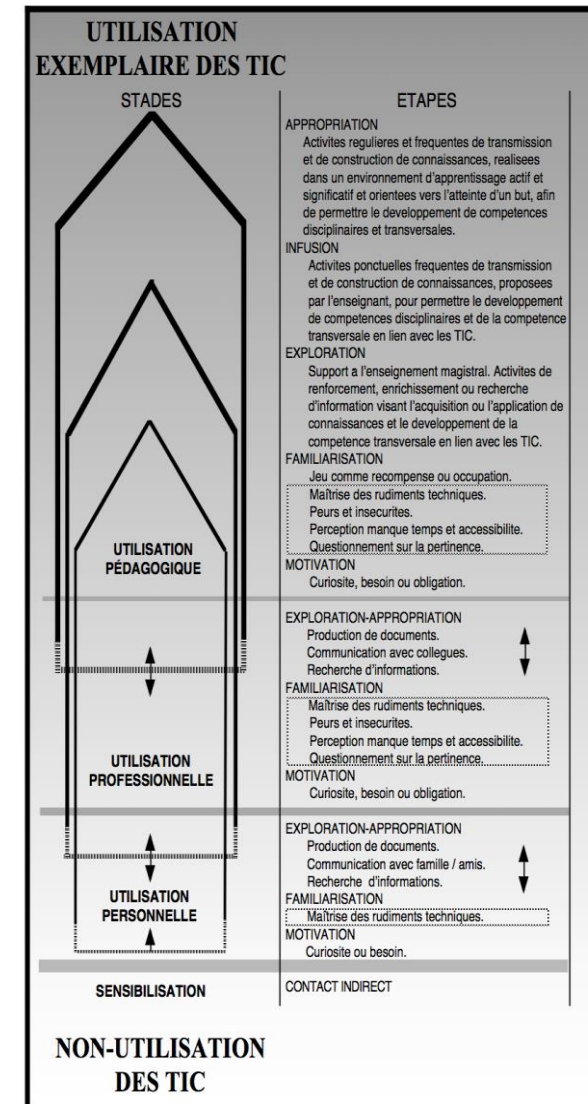 UTILISATION
EXEMPLAIRE DES TIC
STADES
ETAPES
APPROPRIATION
Activites regulieres et frequentes de transmission
et de construction de connaissances, realisees
dans un environnement d'apprentissage actif et
significatif et orientees vers l'atteinte d'un but, afin
de permettre le developpement de competences
disciplinaires et transversales.
INFUSION
Activites ponctuelles frequentes de transmission
et de construction de connaissances, proposees
par l'enseignant, pour permettre le developpement
de competences disciplinaires et de la competence
transversale en lien avec les TIC.
EXPLORATION
Support a l'enseignement magistral. Activites de
renforcement, enrichissement ou recherche
d'information visant l'acquisition ou l'application de
connaissances et le developpement de la
competence transversale en lien avec les TIC.
FAMILIARISATION
Jeu comme recompense ou occupation.
Maîtrise des rudiments techniques.
Peurs et insecurites.
Perception manque temps et accessibilite.
Questionnement sur la pertinence.
MOTIVATION
Curiosite, besoin ou obligation.
UTILISATION
PÉDAGOGIQUE
EXPLORATION-APPROPRIATION
Production de documents.
Communication avec collegues.
Recherche d'informations.
FAMILIARISATION
Maîtrise des rudiments techniques.
Peurs et insecurites.
Perception manque temps et accessibilite.
Questionnement sur la pertinence.
MOTIVATION
Curiosite, besoin ou obligation.
UTILISATION
PROFESSIONNELLE
EXPLORATION-APPROPRIATION
Production de documents.
Communication avec famille / amis.
Recherche d'informations.
FAMILIARISATION
Maîtrise des rudiments techniques.
MOTIVATION
Curiosite ou besoin.
UTILISATION
PERSONNELLE
SENSIBILISATION
CONTACT INDIRECT
NON-UTILISATION
DES TIC